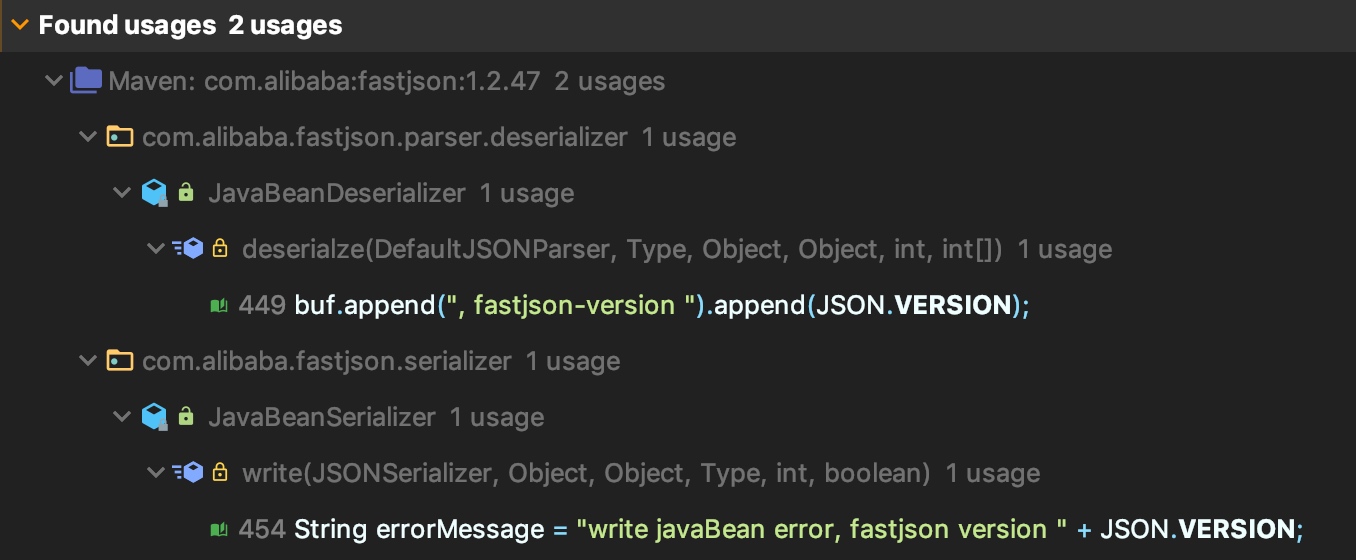 Found usages 2 usages
Maven: com.alibaba:fastjson:1.2.47 2 usages
com.alibaba.fastjson.parser.deserializer 1 usage
JavaBeanDeserializer 1 usage
deserialze(DefaultJSONParser, Type, Object, Object, int, int[]) 1 usage
449 buf.append(", fastjson-version ").append(JSON.VERSION);
com.alibaba.fastjson.serializer 1 usage
JavaBeanSerializer 1 usage
write(JSONSerializer, Object, Object, Type, int, boolean) 1 usage
454 String errorMessage = "write javaBean error, fastjson version " + JSON.VERSION;